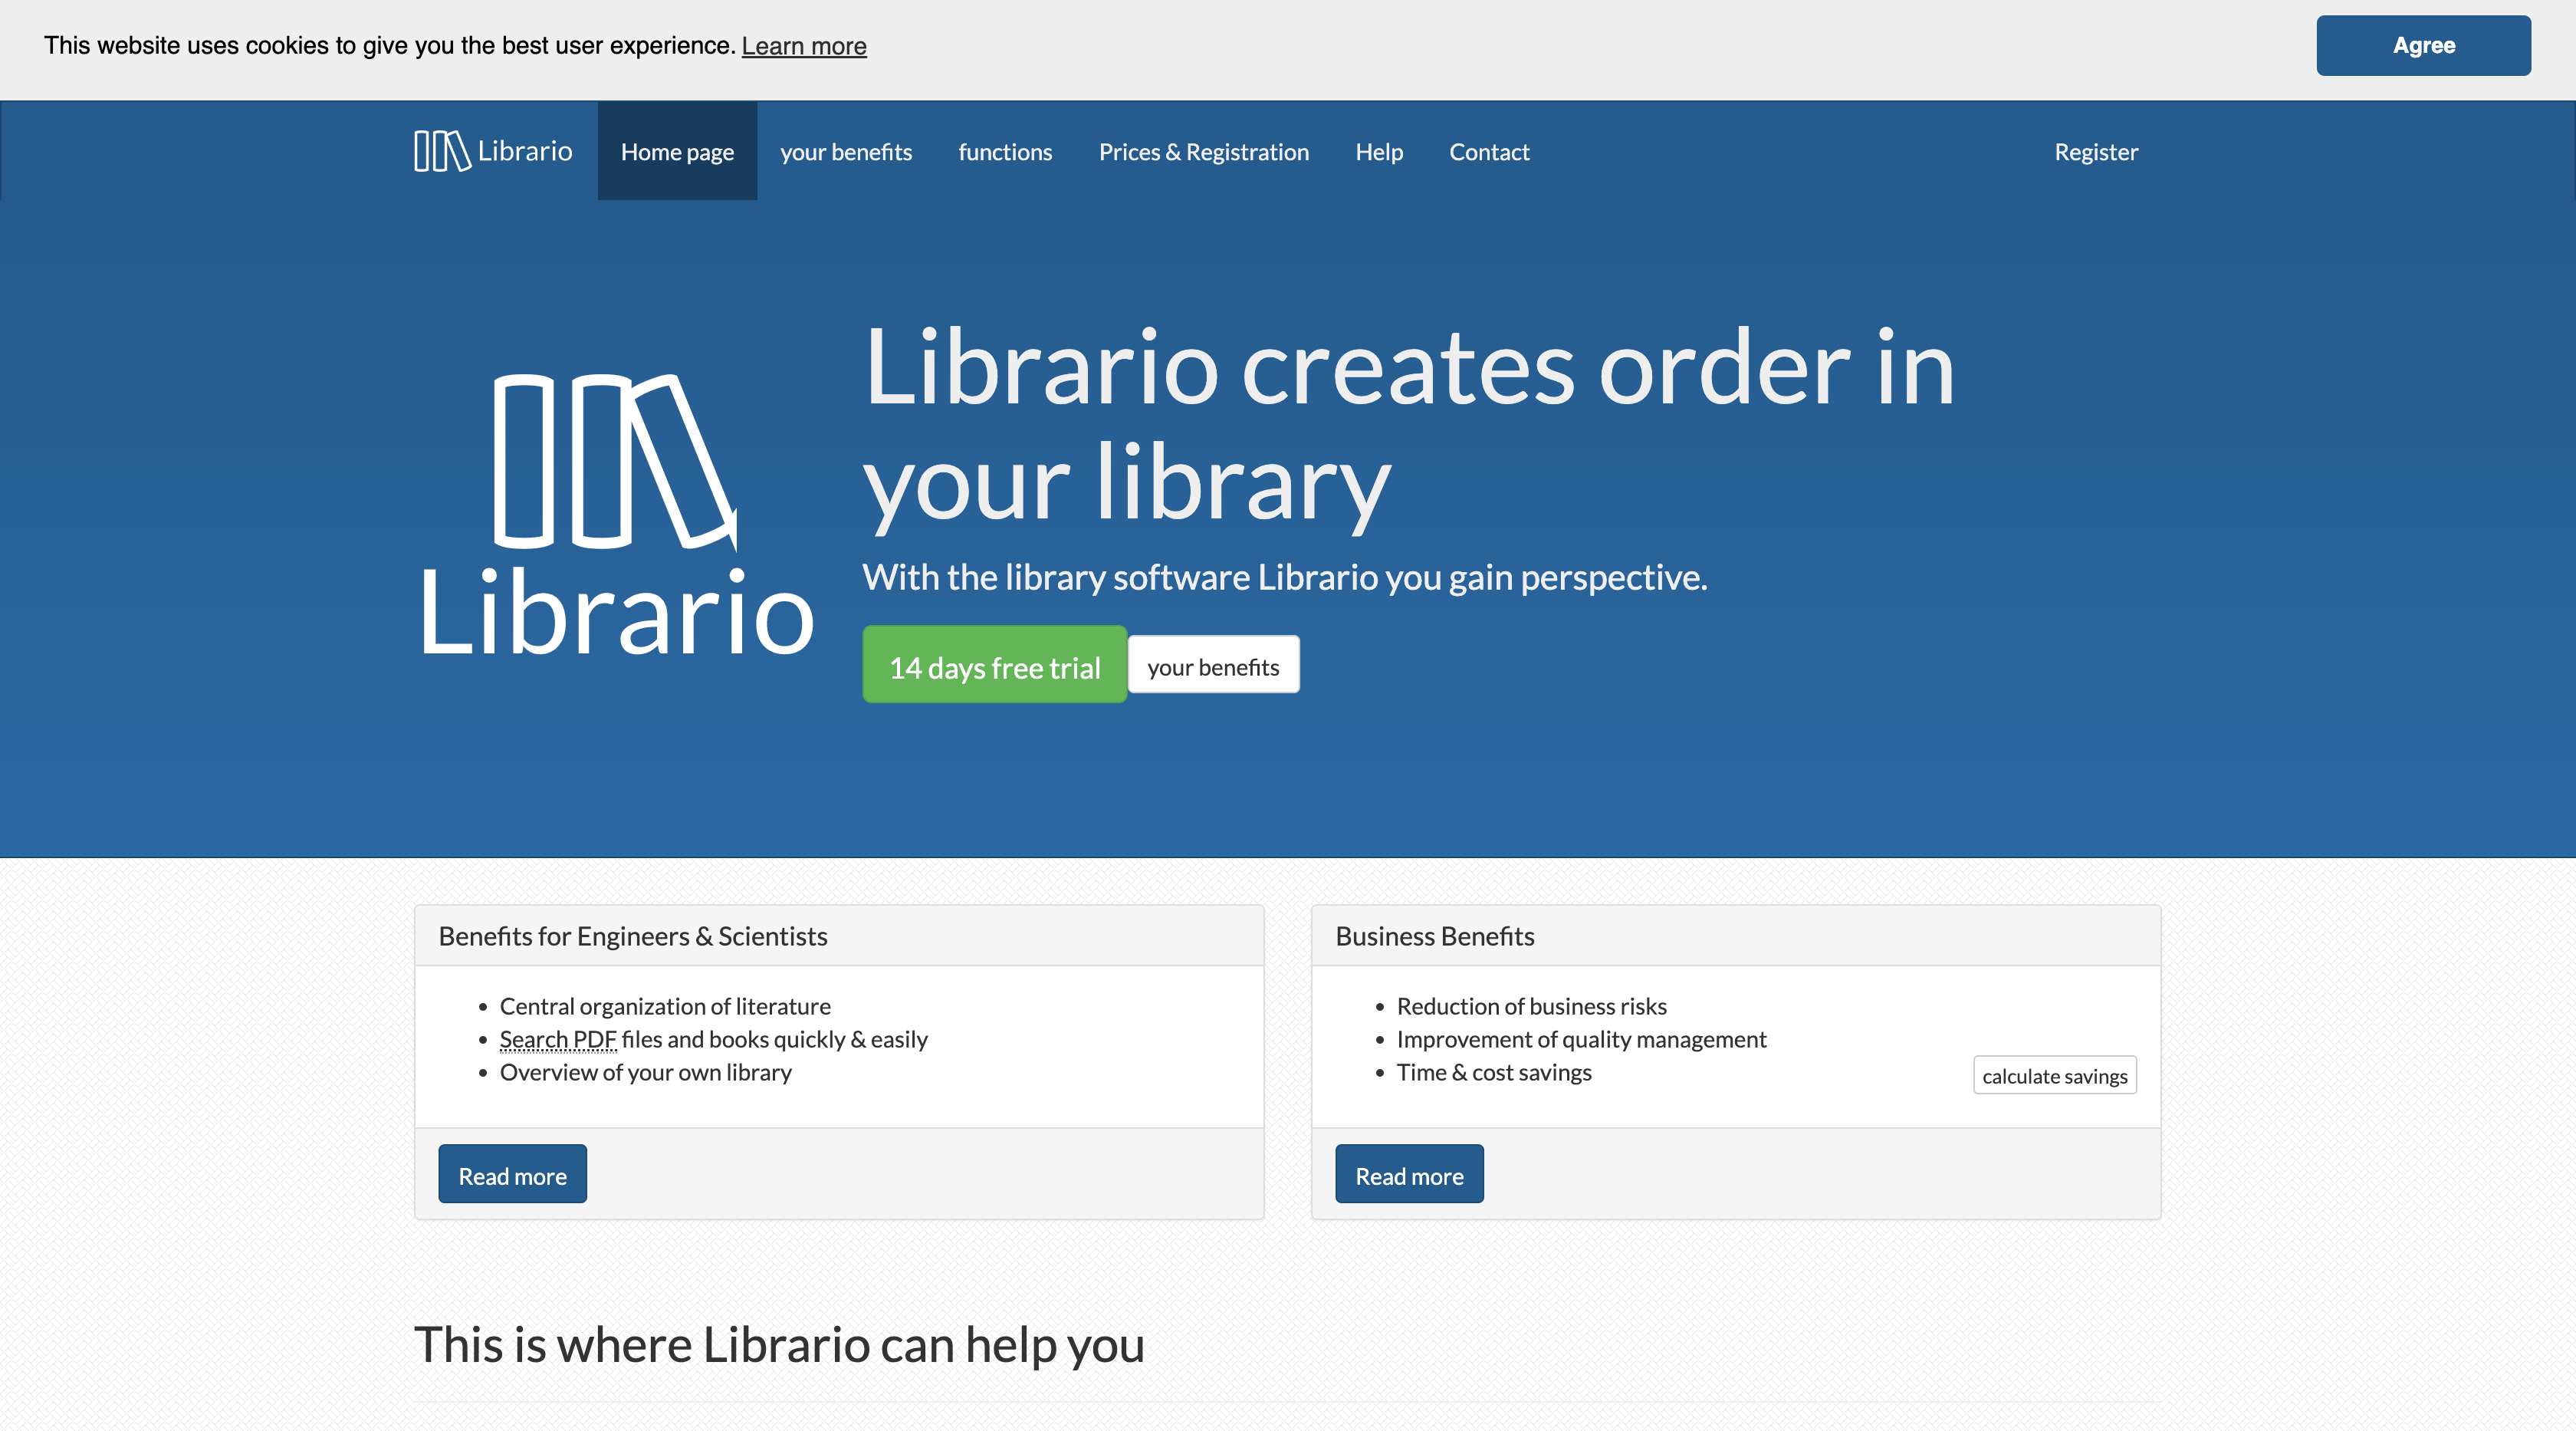 This website uses cookies to give you the best user experience. Learn more
Agree
Librario
Home page
your benefits
functions
Prices & Registration
Help
Contact
Register
Librario
Librario creates order in
your library
With the library software Librario you gain perspective.
14 days free trial
your benefits
Benefits for Engineers & Scientists
Central organization of literature
Search PDF files and books quickly & easily
Overview of your own library
Read more
Business Benefits
Reduction of business risks
Improvement of quality management
Time & cost savings
calculate savings
Read more
This is where Librario can help you